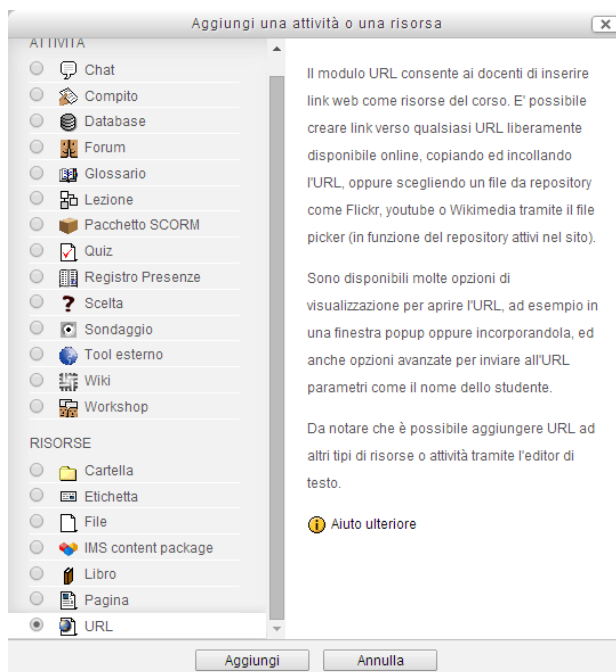 Aggiungi una attività o una risorsa
ATTIVITÀ
Chat
Compito
Database
Forum
Glossario
Lezione
Pacchetto SCORM
Quiz
Registro Presenze
Scelta
Sondaggio
Tool esterno
Wiki
Workshop
RISORSE
Cartella
Etichetta
File
IMS content package
Libro
Pagina
URL
Il modulo URL consente ai docenti di inserire
link web come risorse del corso. E' possibile
creare link verso qualsiasi URL liberamente
disponibile online, copiando ed incollando
l'URL, oppure scegliendo un file da repository
come Flickr, youtube o Wikimedia tramite il file
picker (in funzione del repository attivi nel sito).
Sono disponibili molte opzioni di
visualizzazione per aprire l'URL, ad esempio in
una finestra popup oppure incorporandola, ed
anche opzioni avanzate per inviare all'URL
parametri come il nome dello studente.
Da notare che è possibile aggiungere URL ad
altri tipi di risorse o attività tramite l'editor di
testo.
Aiuto ulteriore
Aggiungi
Annulla